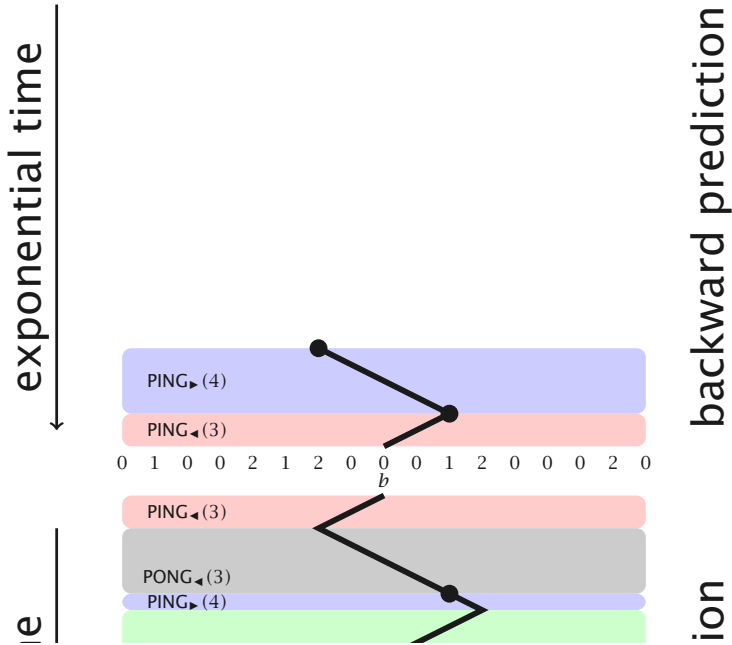 exponential time
backward prediction
PING▸(4)
PING◂(3)
0 1 0 0 2 1 2 0 0 0 1 2 0 0 0 2 0
b
PING◂(3)
PONG◂(3)
PING▸(4)